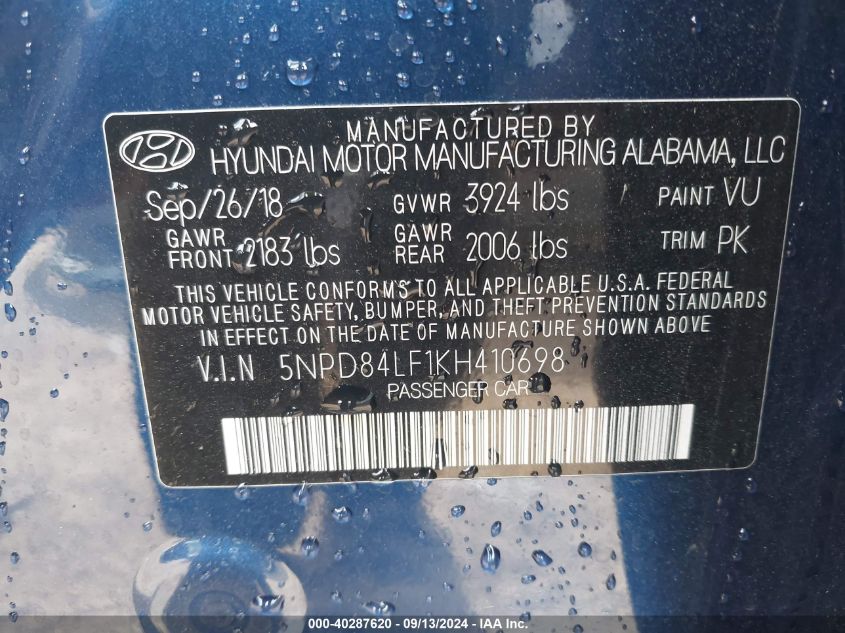 MANUFACTURED BY
HYUNDAI MOTOR MANUFACTURING ALABAMA, LLC
Sep/26/18 GVWR 3924 lbs PAINT VU
GAWR FRONT 2183 lbs GAWR REAR 2006 lbs TRIM PK
THIS VEHICLE CONFORMS TO ALL APPLICABLE U.S.A. FEDERAL
MOTOR VEHICLE SAFETY, BUMPER, AND THEFT PREVENTION STANDARDS
IN EFFECT ON THE DATE OF MANUFACTURE SHOWN ABOVE
V.I.N 5NPD84LF1KH410698
PASSENGER CAR
000-40287620 - 09/13/2024 - IAA, Inc.